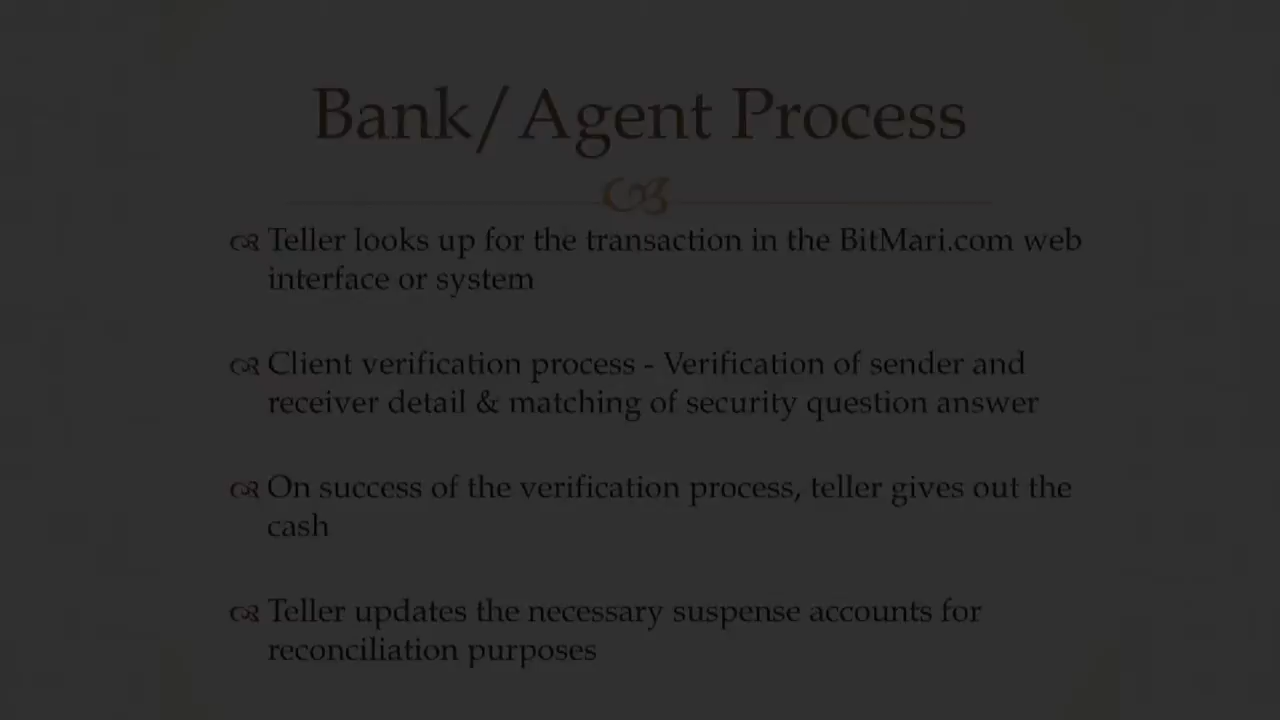 Bank/Agent Process
Teller looks up for the transaction in the BitMari.com web
interface or system
Client verification process - Verification of sender and
receiver detail & matching of security question answer
On success of the verification process, teller gives out the
cash
Teller updates the necessary suspense accounts for
reconciliation purposes